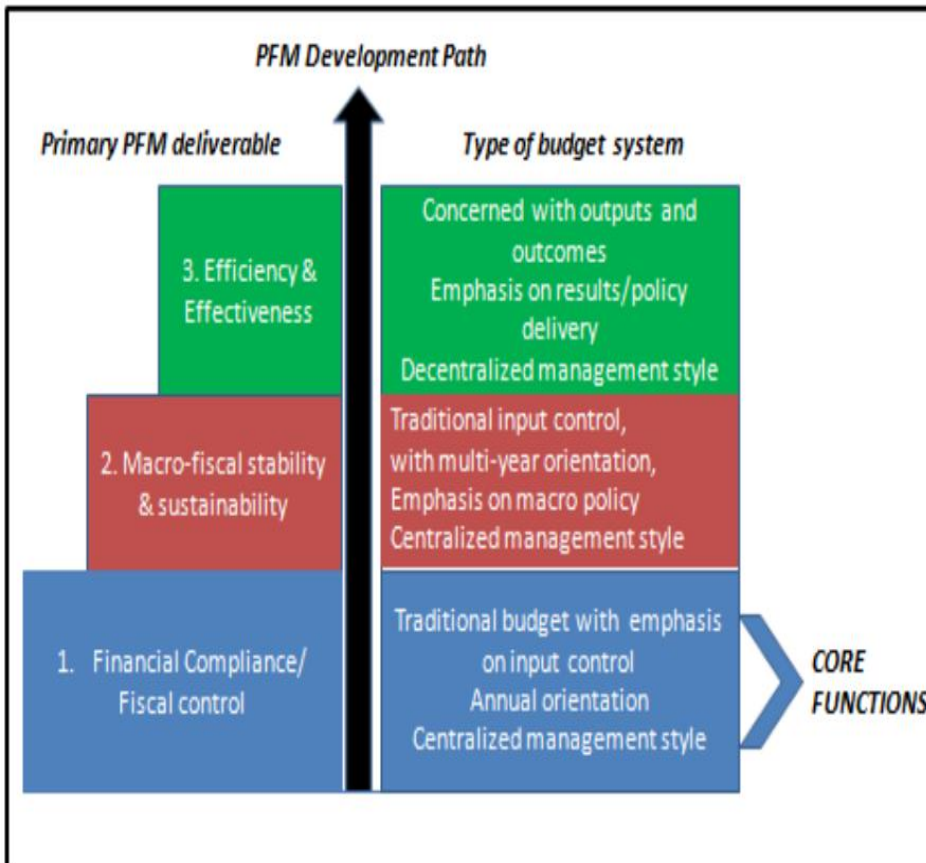 PFM Development Path
Primary PFM deliverable
Type of budget system
3. Efficiency &
Effectiveness
Concerned with outputs and
outcomes
Emphasis on results/policy
delivery
Decentralized management style
2. Macro-fiscal stability
& sustainability
Traditional input control,
with multi-year orientation,
Emphasis on macro policy
Centralized management style
1. Financial Compliance/
Fiscal control
Traditional budget with emphasis
on input control
Annual orientation
Centralized management style
CORE
FUNCTIONS